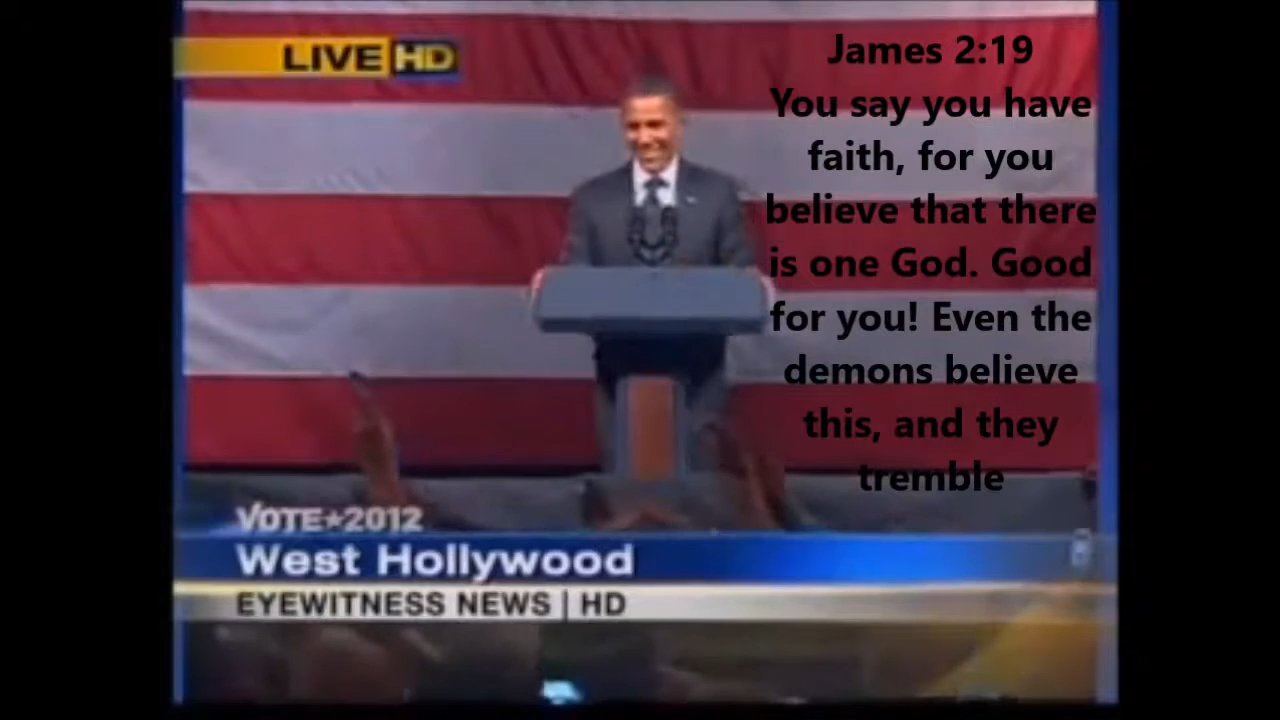 LIVE HD
James 2:19
You say you have
faith, for you
believe that there
is one God. Good
for you! Even the
demons believe
this, and they
tremble
VOTE★2012
West Hollywood
EYEWITNESS NEWS | HD